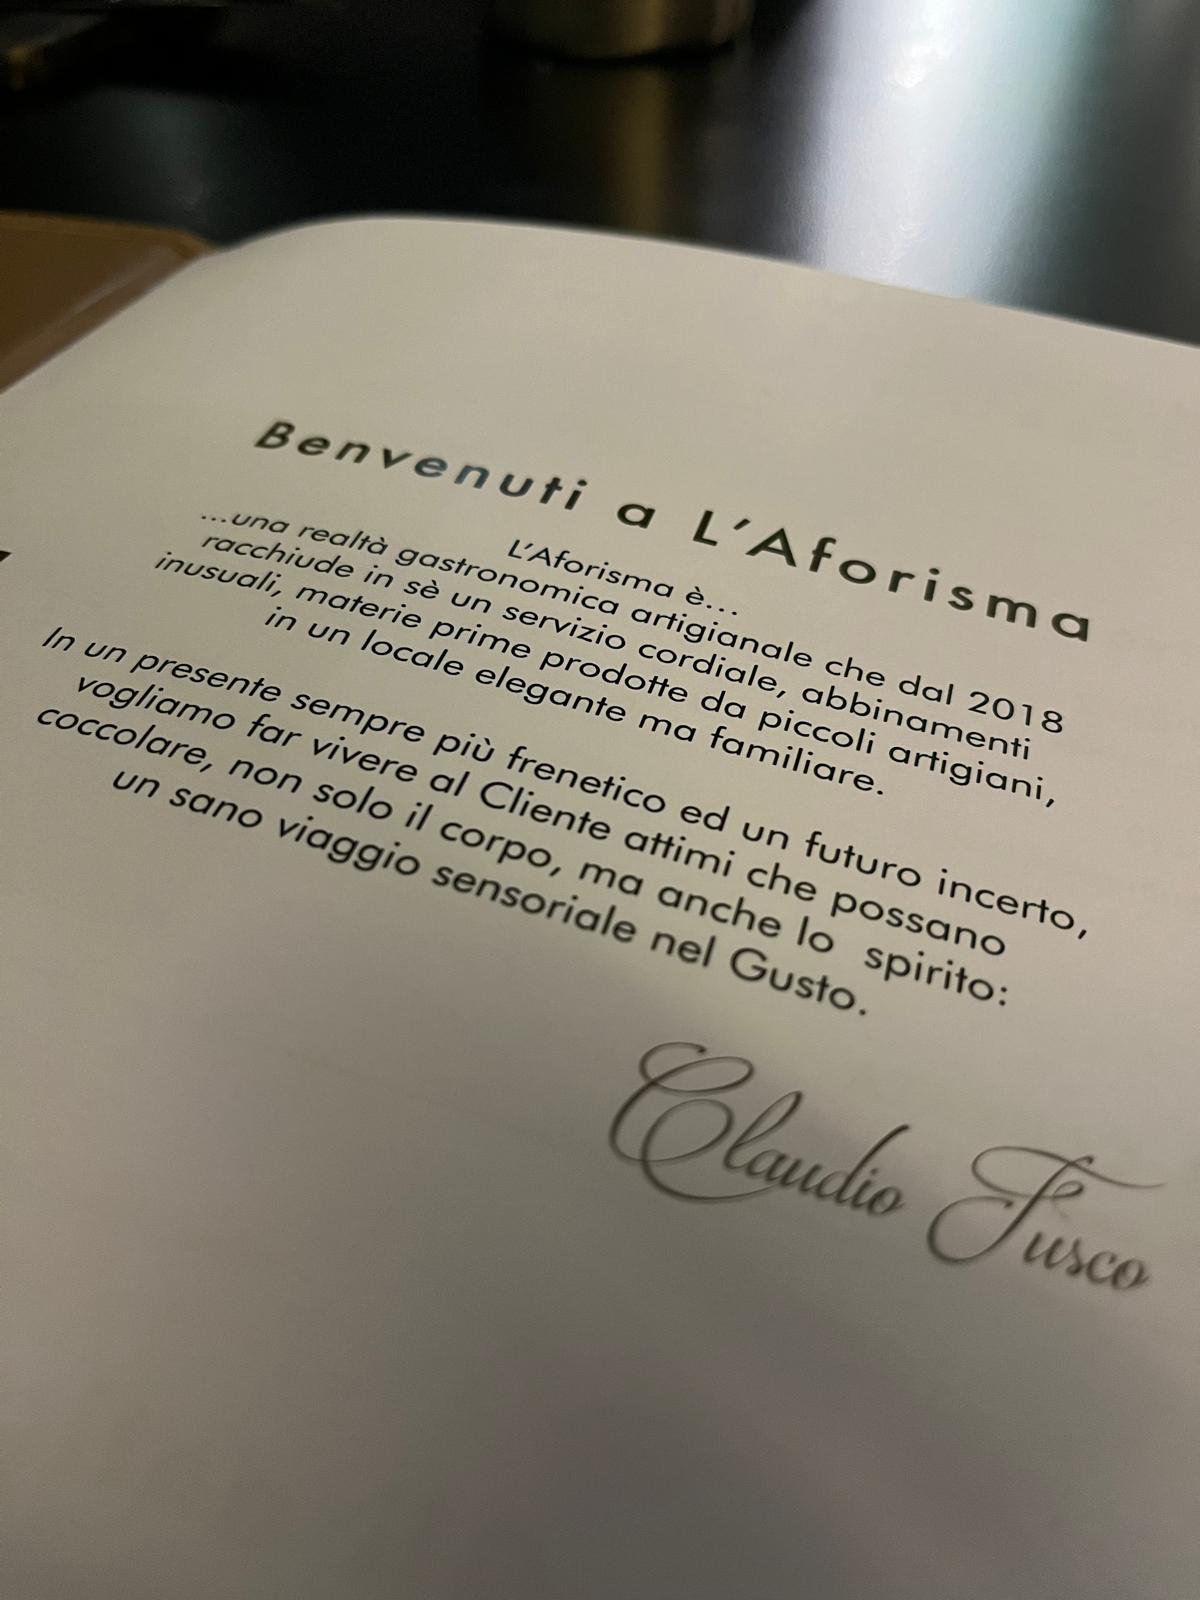 Benvenuti a L'Aforisma
L'Aforisma è...
...una realtà gastronomica artigianale che dal 2018
racchiude in sè un servizio cordiale, abbinamenti
inusuali, materie prime prodotte da piccoli artigiani,
in un locale elegante ma familiare.
In un presente sempre più frenetico ed un futuro incerto,
vogliamo far vivere al Cliente attimi che possano
coccolare, non solo il corpo, ma anche lo spirito:
un sano viaggio sensoriale nel Gusto.
Claudio Fusco